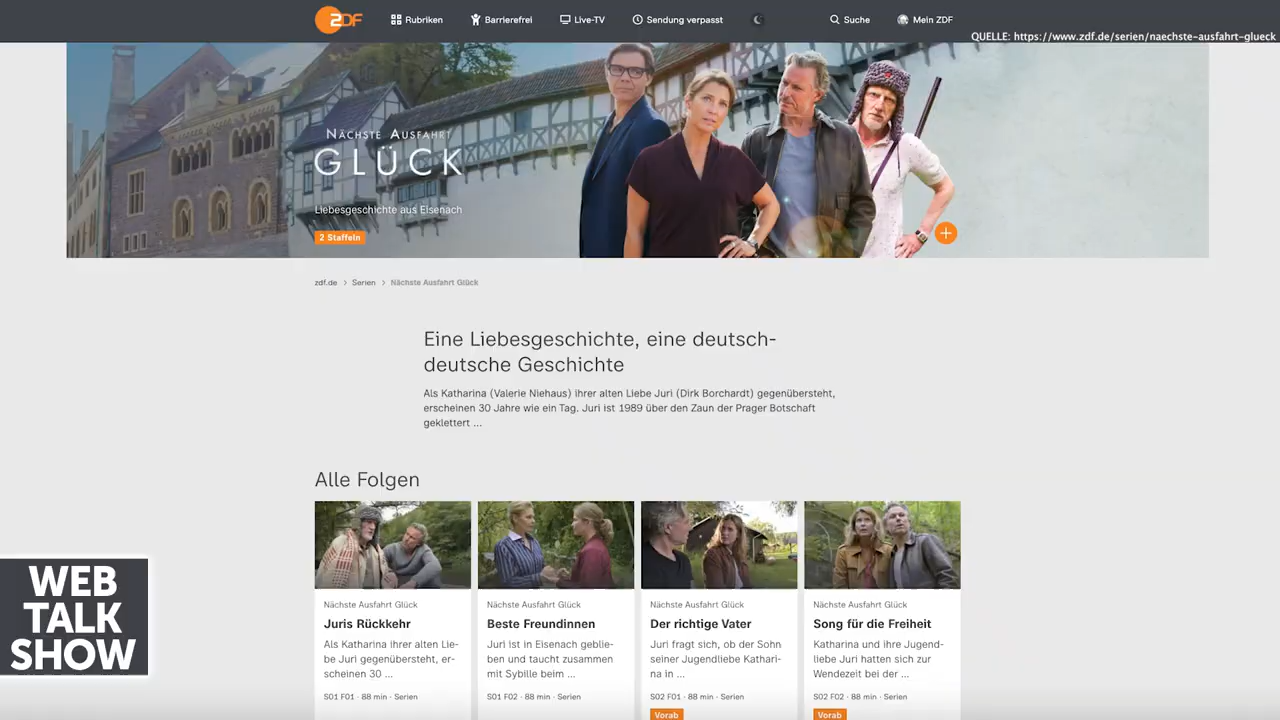 ZDF
Rubriken
Barrierefrei
Live-TV
Sendung verpasst
Suche
Mein ZDF
QUELLE: https://www.zdf.de/serien/naechste-ausfahrt-glueck
NÄCHSTE AUSFAHRT
GLÜCK
Liebesgeschichte aus Eisenach
2 Staffeln
zdf.de > Serien > Nächste Ausfahrt Glück
Eine Liebesgeschichte, eine deutsch-
deutsche Geschichte
Als Katharina (Valerie Niehaus) ihrer alten Liebe Juri (Dirk Borchardt) gegenübersteht,
erscheinen 30 Jahre wie ein Tag. Juri ist 1989 über den Zaun der Prager Botschaft
geklettert ...
Alle Folgen
Nächste Ausfahrt Glück
Juris Rückkehr
Als Katharina ihrer alten Lie-
be Juri gegenübersteht, er-
scheinen 30 ...
S01 F01 · 88 min · Serien
Nächste Ausfahrt Glück
Beste Freundinnen
Juri ist in Eisenach geblie-
ben und taucht zusammen
mit Sybille beim ...
S01 F02 · 88 min · Serien
Nächste Ausfahrt Glück
Der richtige Vater
Juri fragt sich, ob der Sohn
seiner Jugendliebe Kathari-
na in ...
S02 F01 · 88 min · Serien
Vorab
Nächste Ausfahrt Glück
Song für die Freiheit
Katharina und ihre Jugend-
liebe Juri hatten sich zur
Wendezeit bei der ...
S02 F02 · 88 min · Serien
Vorab
WEB
TALK
SHOW